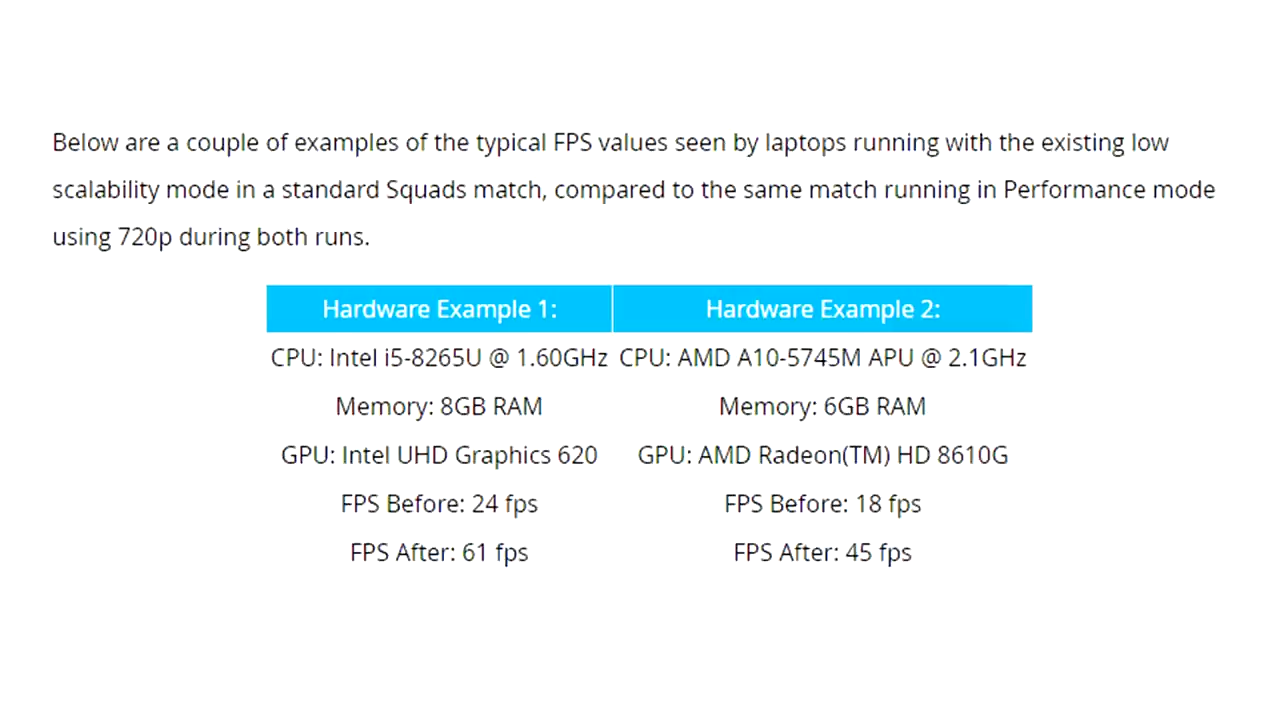 Below are a couple of examples of the typical FPS values seen by laptops running with the existing low
scalability mode in a standard Squads match, compared to the same match running in Performance mode
using 720p during both runs.
Hardware Example 1: Hardware Example 2:
CPU: Intel i5-8265U @ 1.60GHz CPU: AMD A10-5745M APU @ 2.1GHz
Memory: 8GB RAM Memory: 6GB RAM
GPU: Intel UHD Graphics 620 GPU: AMD Radeon(TM) HD 8610G
FPS Before: 24 fps FPS Before: 18 fps
FPS After: 61 fps FPS After: 45 fps